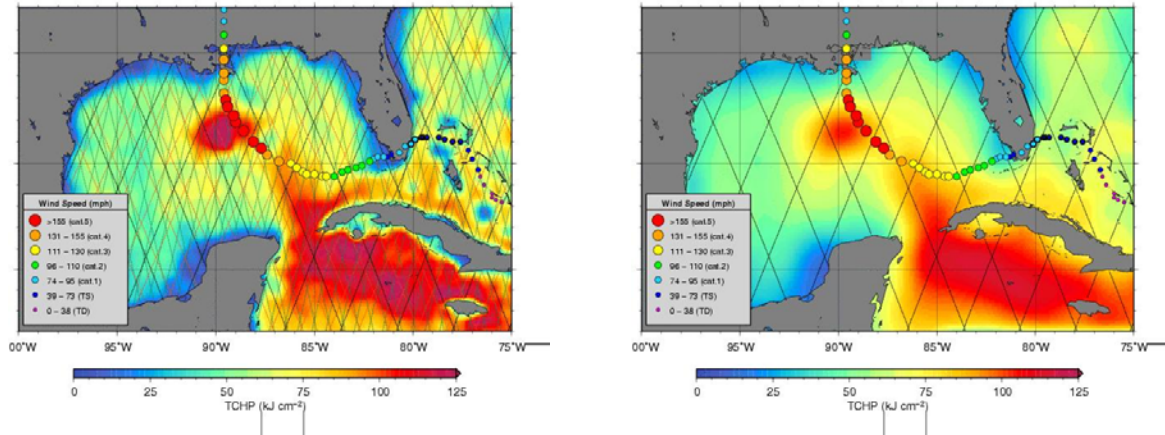 Wind Speed (mph)
>155 (cat.5)
131 – 155 (cat.4)
111 – 130 (cat.3)
96 – 110 (cat.2)
74 – 95 (cat.1)
39 – 73 (TS)
0 – 38 (TD)
00°W 95°W 90°W 85°W 80°W 75°W
0 25 50 75 100 125
TCHP (kJ cm⁻²)
Wind Speed (mph)
>155 (cat.5)
131 – 155 (cat.4)
111 – 130 (cat.3)
96 – 110 (cat.2)
74 – 95 (cat.1)
39 – 73 (TS)
0 – 38 (TD)
00°W 95°W 90°W 85°W 80°W 75°W
0 25 50 75 100 125
TCHP (kJ cm⁻²)